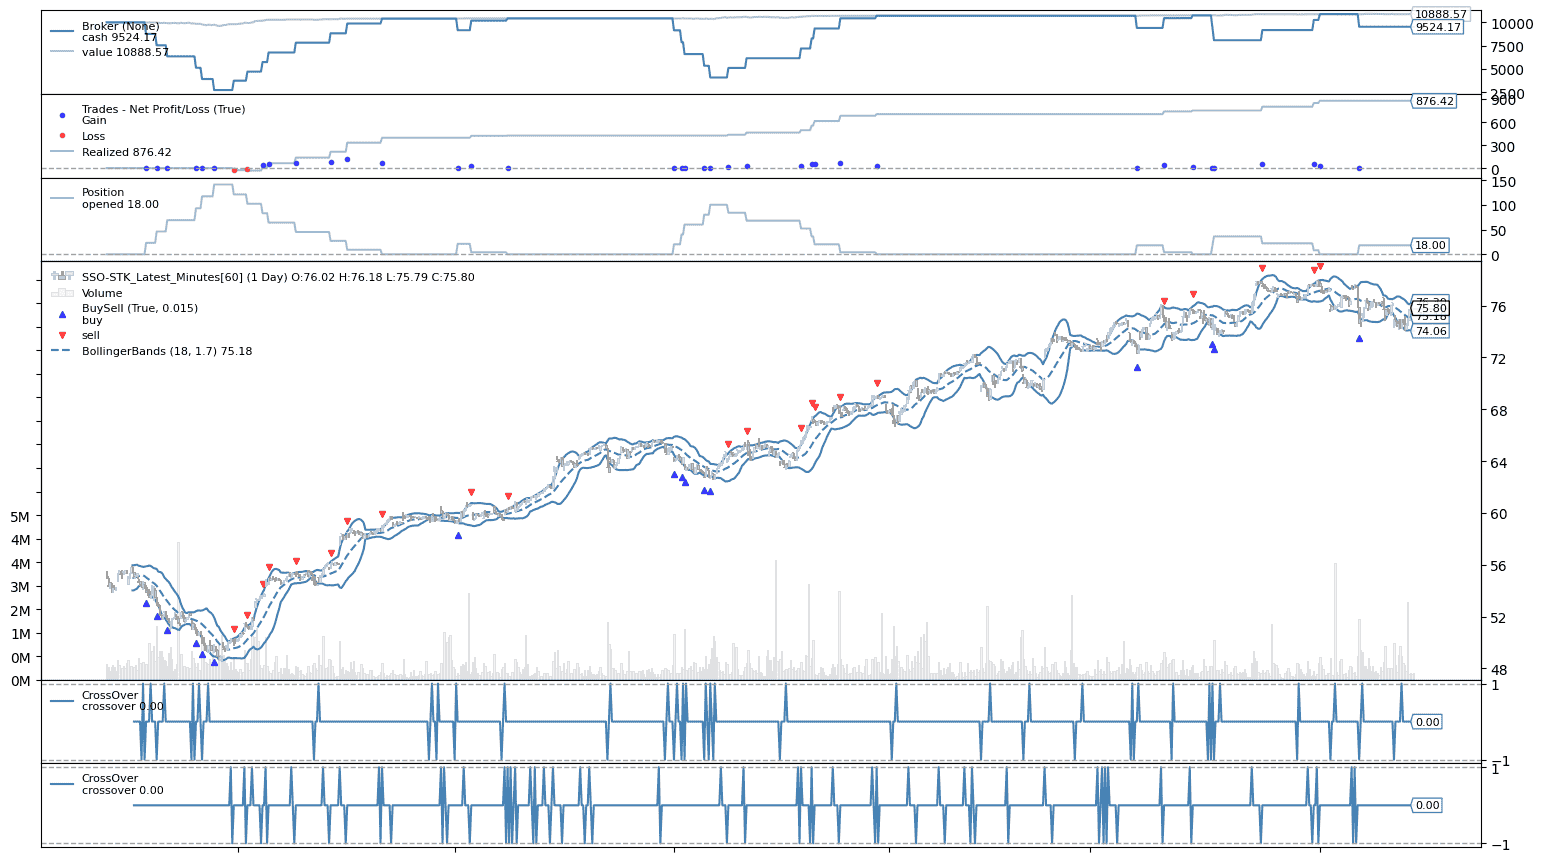 Broker (None)
cash 9524.17
value 10888.57
10888.57
9524.17
10000
7500
5000
2500
Trades - Net Profit/Loss (True)
Gain
Loss
Realized 876.42
876.42
900
600
300
0
Position
opened 18.00
18.00
150
100
50
0
SSO-STK_Latest_Minutes[60] (1 Day) O:76.02 H:76.18 L:75.79 C:75.80
Volume
BuySell (True, 0.015)
buy
sell
BollingerBands (18, 1.7) 75.18
75.80
75.18
74.06
76
72
68
64
60
56
52
48
5M
4M
4M
3M
2M
1M
0M
0M
CrossOver
crossover 0.00
0.00
1
−1
CrossOver
crossover 0.00
0.00
1
−1